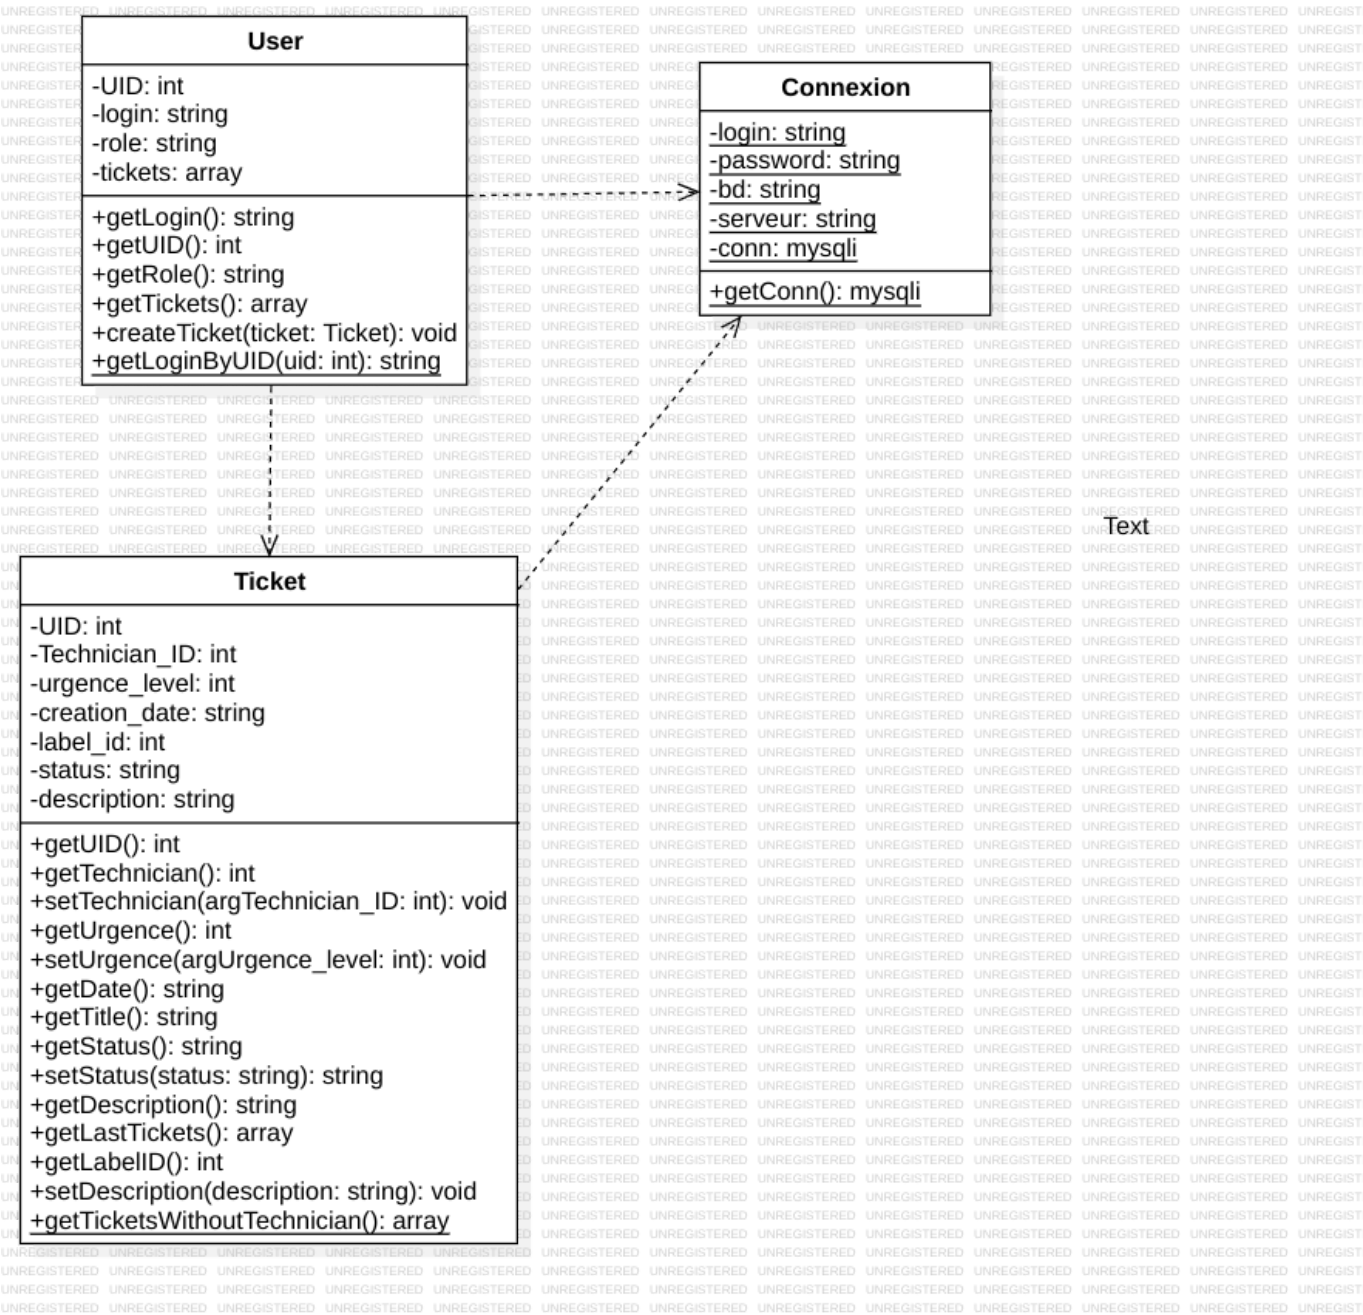 User
-UID: int
-login: string
-role: string
-tickets: array
+getLogin(): string
+getUID(): int
+getRole(): string
+getTickets(): array
+createTicket(ticket: Ticket): void
+getLoginByUID(uid: int): string
Connexion
-login: string
-password: string
-bd: string
-serveur: string
-conn: mysqli
+getConn(): mysqli
Text
Ticket
-UID: int
-Technician_ID: int
-urgence_level: int
-creation_date: string
-label_id: int
-status: string
-description: string
+getUID(): int
+getTechnician(): int
+setTechnician(argTechnician_ID: int): void
+getUrgence(): int
+setUrgence(argUrgence_level: int): void
+getDate(): string
+getTitle(): string
+getStatus(): string
+setStatus(status: string): string
+getDescription(): string
+getLastTickets(): array
+getLabelID(): int
+setDescription(description: string): void
+getTicketsWithoutTechnician(): array
UNREGISTERED